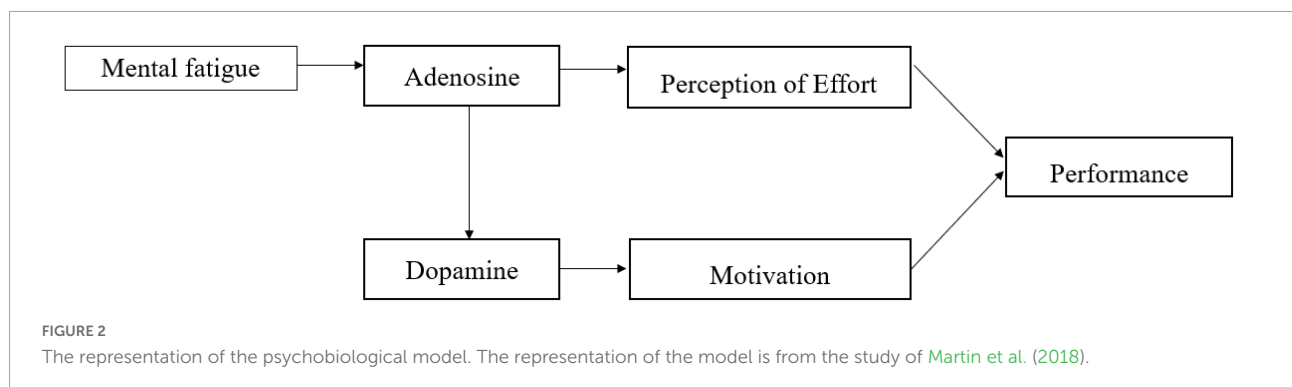 Mental fatigue
Adenosine
Perception of Effort
Performance
Dopamine
Motivation
FIGURE 2
The representation of the psychobiological model. The representation of the model is from the study of Martin et al. (2018).